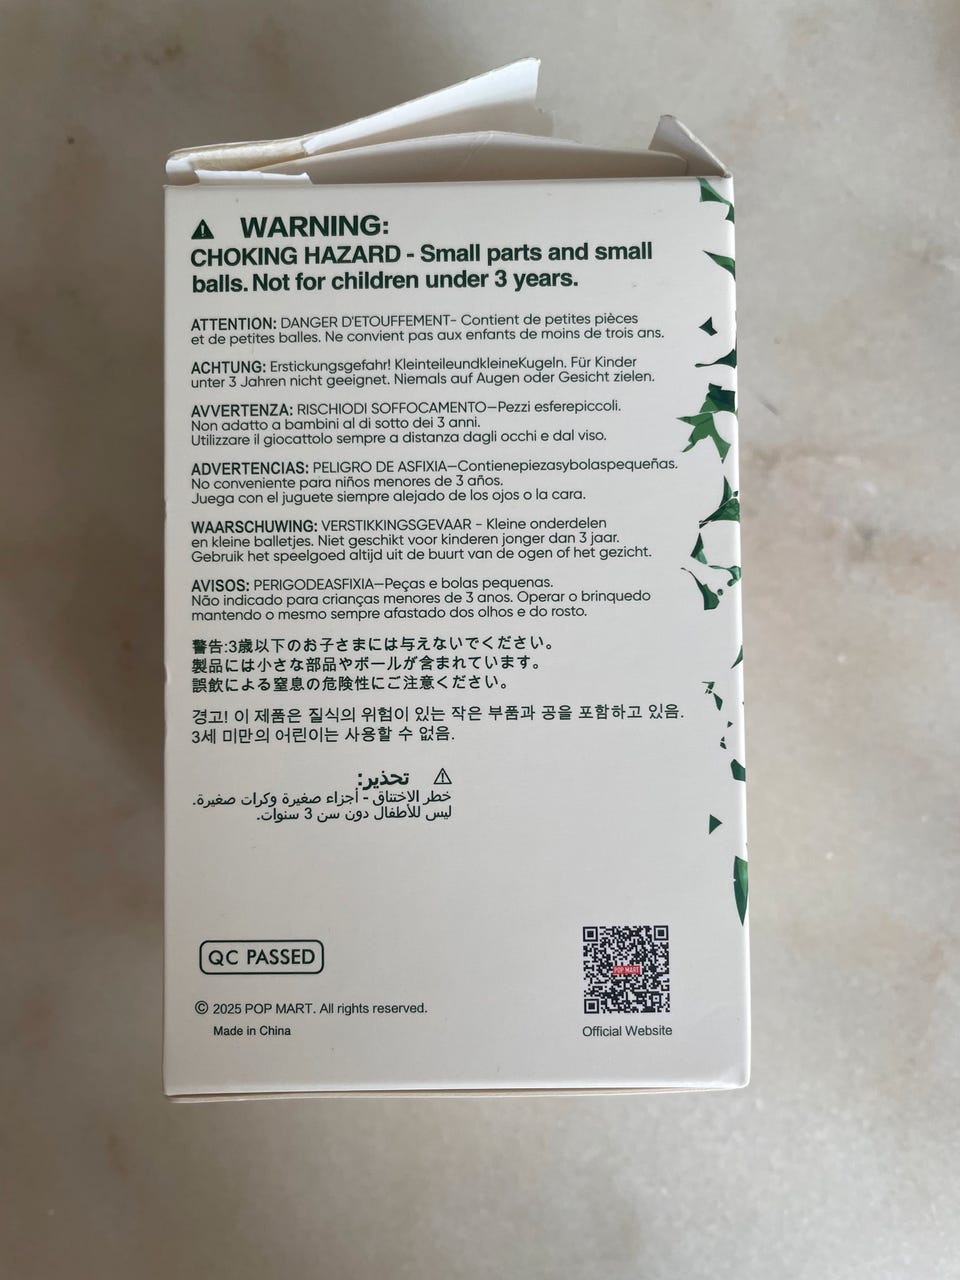 ⚠ WARNING:
CHOKING HAZARD - Small parts and small
balls. Not for children under 3 years.
ATTENTION: DANGER D'ETOUFFEMENT- Contient de petites pièces
et de petites balles. Ne convient pas aux enfants de moins de trois ans.
ACHTUNG: Erstickungsgefahr! KleinteileundkleineKugeln. Für Kinder
unter 3 Jahren nicht geeignet. Niemals auf Augen oder Gesicht zielen.
AVVERTENZA: RISCHIODI SOFFOCAMENTO—Pezzi esferepiccoli.
Non adatto a bambini al di sotto dei 3 anni.
Utilizzare il giocattolo sempre a distanza dagli occhi e dal viso.
ADVERTENCIAS: PELIGRO DE ASFIXIA—Contienepiezasybolaspequeñas.
No conveniente para niños menores de 3 años.
Juega con el juguete siempre alejado de los ojos o la cara.
WAARSCHUWING: VERSTIKKINGSGEVAAR - Kleine onderdelen
en kleine balletjes. Niet geschikt voor kinderen jonger dan 3 jaar.
Gebruik het speelgoed altijd uit de buurt van de ogen of het gezicht.
AVISOS: PERIGODEASFIXIA—Peças e bolas pequenas.
Não indicado para crianças menores de 3 anos. Operar o brinquedo
mantendo o mesmo sempre afastado dos olhos e do rosto.
警告:3歳以下のお子さまには与えないでください。
製品には小さな部品やボールが含まれています。
誤飲による窒息の危険性にご注意ください。
경고! 이 제품은 질식의 위험이 있는 작은 부품과 공을 포함하고 있음.
3세 미만의 어린이는 사용할 수 없음.
⚠ تحذير:
خطر الاختناق - أجزاء صغيرة وكرات صغيرة.
ليس للأطفال دون سن 3 سنوات.
QC PASSED
POP MART
© 2025 POP MART. All rights reserved.
Made in China
Official Website